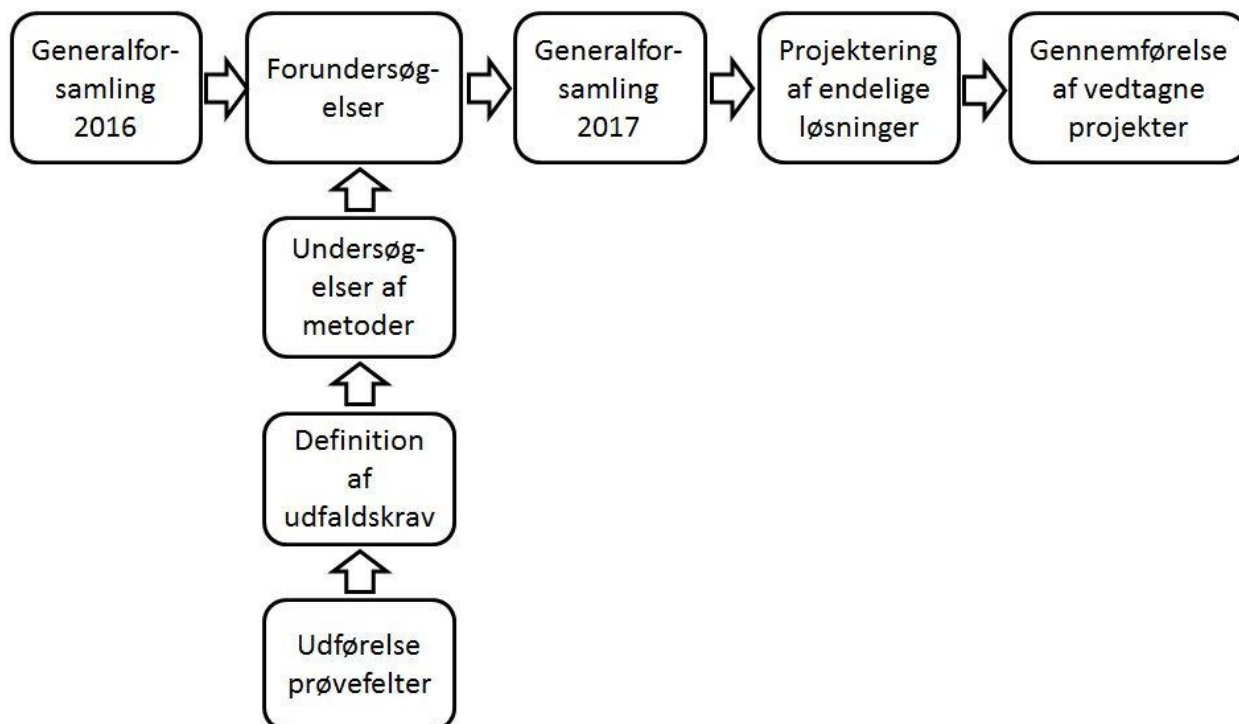 Generalfor-
samling
2016
Forundersøg-
elser
Generalfor-
samling
2017
Projektering
af endelige
løsninger
Gennemførelse
af vedtagne
projekter
Undersøg-
elser af
metoder
Definition
af
udfaldskrav
Udførelse
prøvefelter